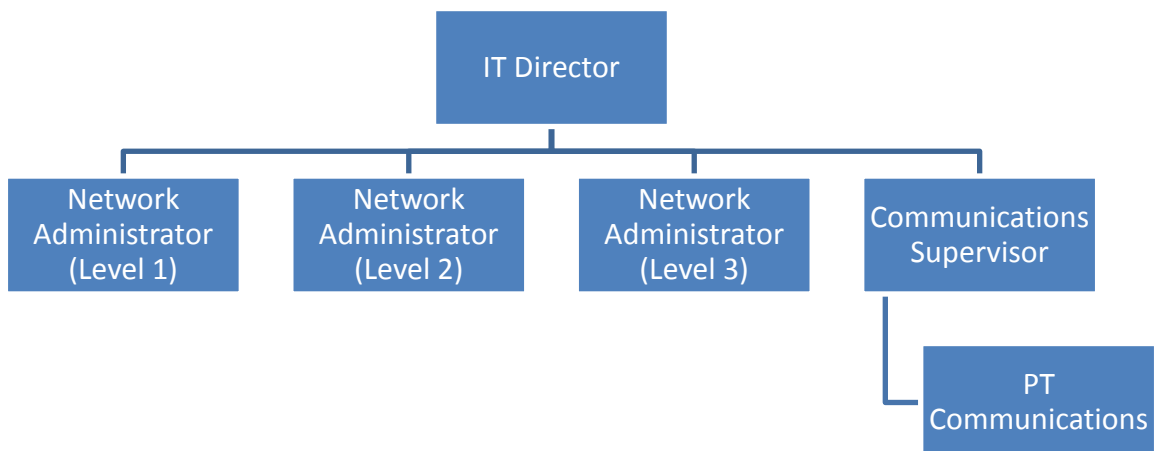 IT Director
Network
Administrator
(Level 1)
Network
Administrator
(Level 2)
Network
Administrator
(Level 3)
Communications
Supervisor
PT
Communications